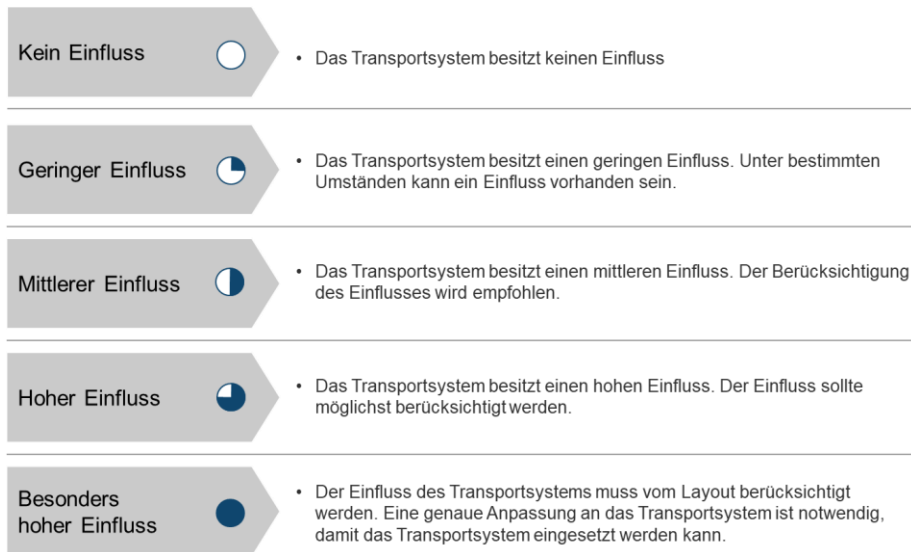 Kein Einfluss
• Das Transportsystem besitzt keinen Einfluss
Geringer Einfluss
• Das Transportsystem besitzt einen geringen Einfluss. Unter bestimmten
Umständen kann ein Einfluss vorhanden sein.
Mittlerer Einfluss
• Das Transportsystem besitzt einen mittleren Einfluss. Der Berücksichtigung
des Einflusses wird empfohlen.
Hoher Einfluss
• Das Transportsystem besitzt einen hohen Einfluss. Der Einfluss sollte
möglichst berücksichtigt werden.
Besonders
hoher Einfluss
• Der Einfluss des Transportsystems muss vom Layout berücksichtigt
werden. Eine genaue Anpassung an das Transportsystem ist notwendig,
damit das Transportsystem eingesetzt werden kann.